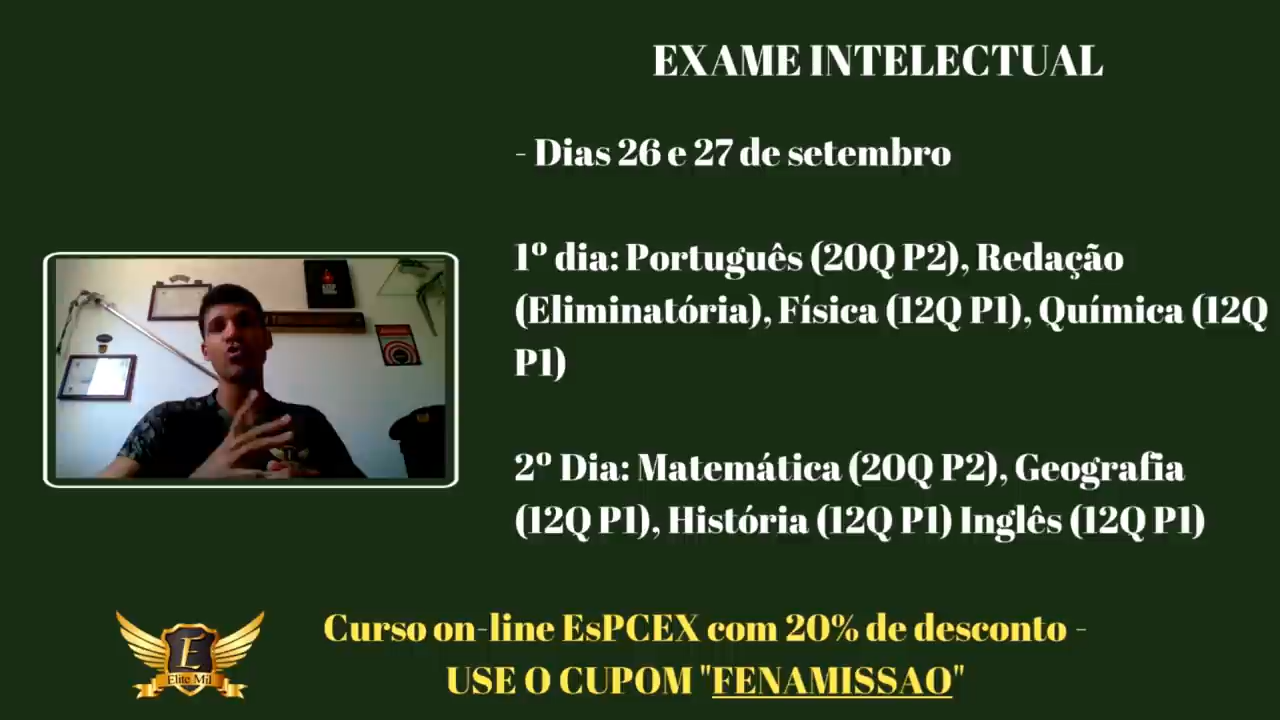 EXAME INTELECTUAL
- Dias 26 e 27 de setembro
1º dia: Português (20Q P2), Redação
(Eliminatória), Física (12Q P1), Química (12Q
P1)
2º Dia: Matemática (20Q P2), Geografia
(12Q P1), História (12Q P1) Inglês (12Q P1)
Curso on-line EsPCEX com 20% de desconto -
USE O CUPOM "FENAMISSAO"
E
Elite Mil